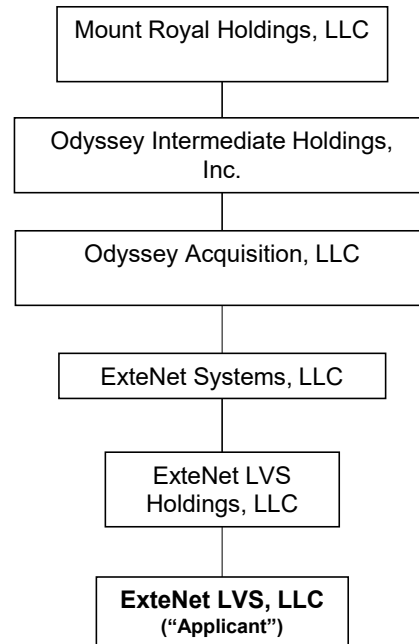 Mount Royal Holdings, LLC
Odyssey Intermediate Holdings,
Inc.
Odyssey Acquisition, LLC
ExteNet Systems, LLC
ExteNet LVS
Holdings, LLC
ExteNet LVS, LLC
(“Applicant”)